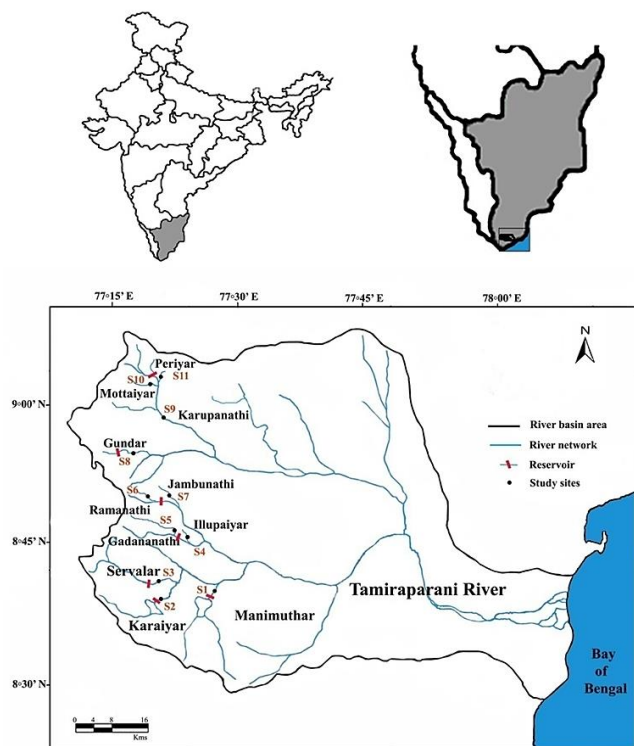 77°15' E
77°30' E
77°45' E
78°00' E
9°00' N
8°45' N
8°30' N
N
River basin area
River network
Reservoir
Study sites
Periyar
S10
S11
Mottaiyar
S9
Karupanathi
Gundar
S8
S6
Jambunathi
S7
Ramanathi
S5
Illupaiyar
Gadananathi
S4
Servalar
S3
S1
S2
Karaiyar
Manimuthar
Tamiraparani River
Bay
of
Bengal
0 4 8 16
Kms